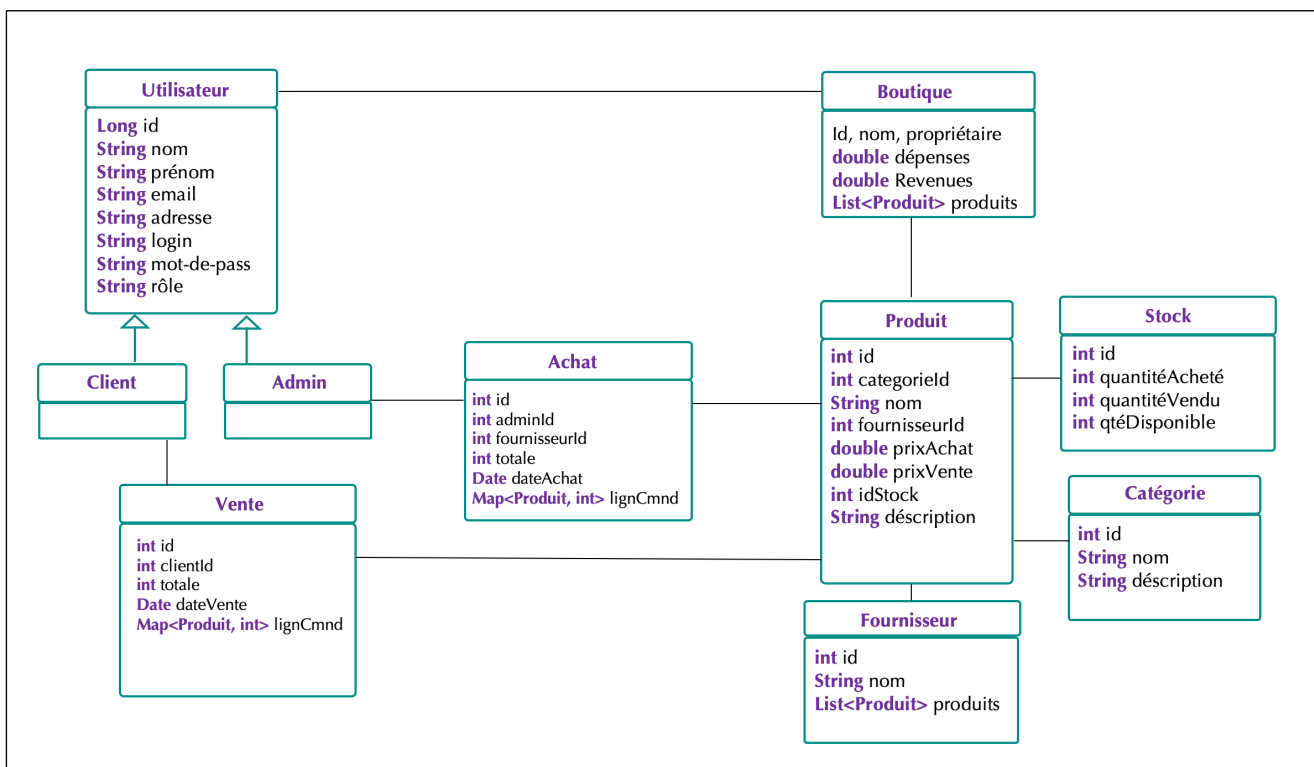 Utilisateur
Long id
String nom
String prénom
String email
String adresse
String login
String mot-de-pass
String rôle
Boutique
Id, nom, propriétaire
double dépenses
double Revenues
List<Produit> produits
Client
Admin
Achat
int id
int adminId
int fournisseurId
int totale
Date dateAchat
Map<Produit, int> lignCmnd
Produit
int id
int categorieId
String nom
int fournisseurId
double prixAchat
double prixVente
int idStock
String déscription
Stock
int id
int quantitéAcheté
int quantitéVendu
int qtéDisponible
Vente
int id
int clientId
int totale
Date dateVente
Map<Produit, int> lignCmnd
Catégorie
int id
String nom
String déscription
Fournisseur
int id
String nom
List<Produit> produits